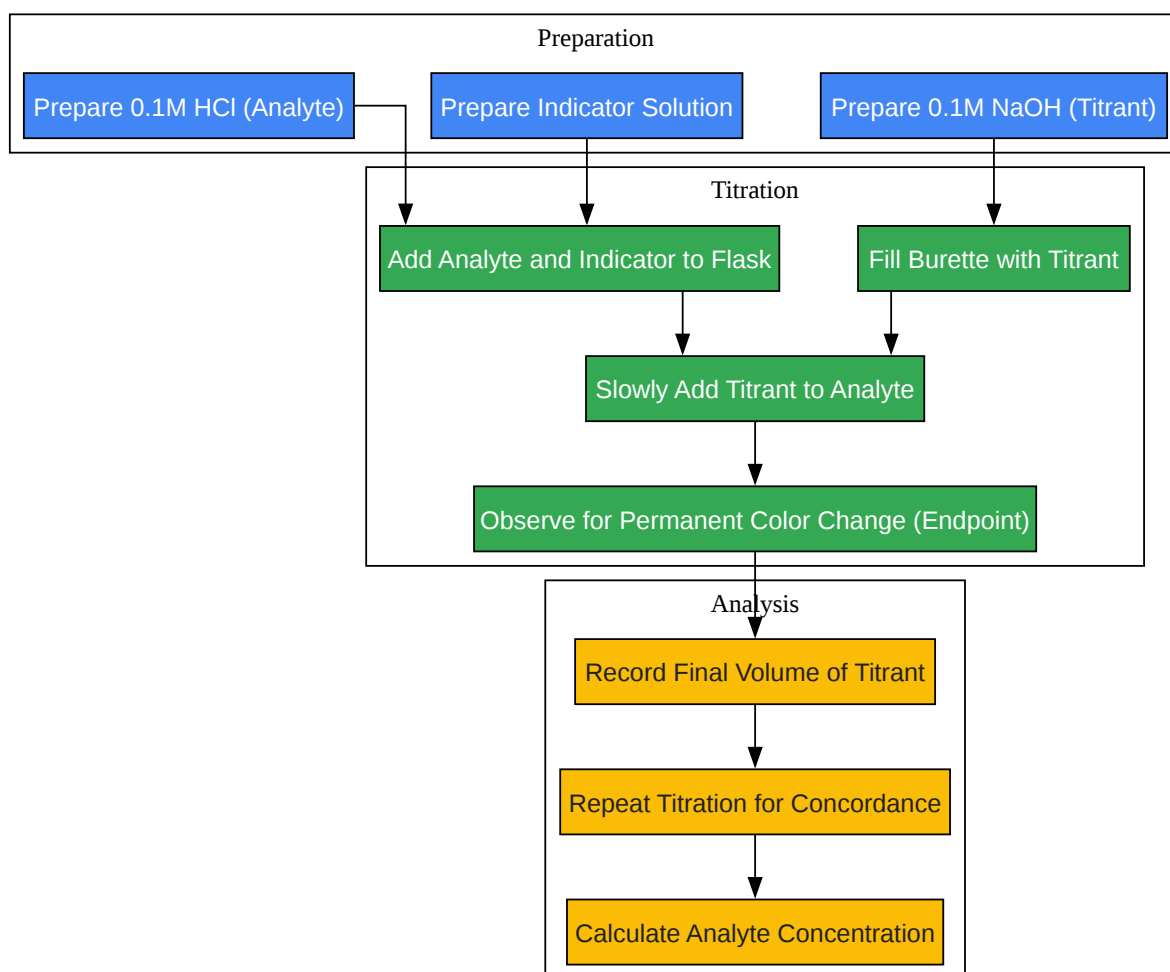 Preparation
Prepare 0.1M HCl (Analyte)
Prepare Indicator Solution
Prepare 0.1M NaOH (Titrant)
Titration
Add Analyte and Indicator to Flask
Fill Burette with Titrant
Slowly Add Titrant to Analyte
Observe for Permanent Color Change (Endpoint)
Analysis
Record Final Volume of Titrant
Repeat Titration for Concordance
Calculate Analyte Concentration